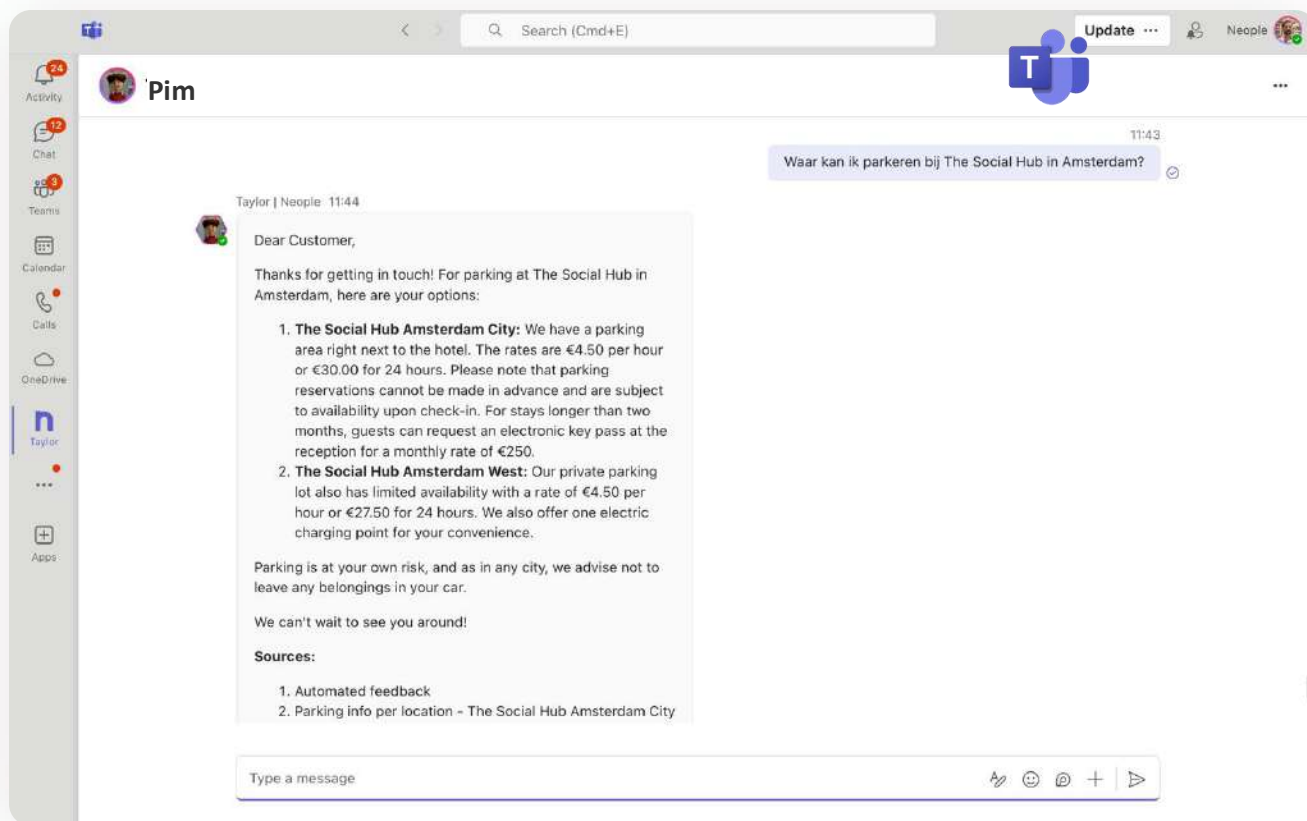 Search (Cmd+E)
Update ...
Neople
24
Activity
12
Chat
3
Teams
Calendar
Calls
OneDrive
n
Taylor
Apps
'Pim
T
11:43
Waar kan ik parkeren bij The Social Hub in Amsterdam?
Taylor | Neople 11:44
Dear Customer,
Thanks for getting in touch! For parking at The Social Hub in
Amsterdam, here are your options:
1. The Social Hub Amsterdam City: We have a parking
area right next to the hotel. The rates are €4.50 per hour
or €30.00 for 24 hours. Please note that parking
reservations cannot be made in advance and are subject
to availability upon check-in. For stays longer than two
months, guests can request an electronic key pass at the
reception for a monthly rate of €250.
2. The Social Hub Amsterdam West: Our private parking
lot also has limited availability with a rate of €4.50 per
hour or €27.50 for 24 hours. We also offer one electric
charging point for your convenience.
Parking is at your own risk, and as in any city, we advise not to
leave any belongings in your car.
We can't wait to see you around!
Sources:
1. Automated feedback
2. Parking info per location – The Social Hub Amsterdam City
Type a message